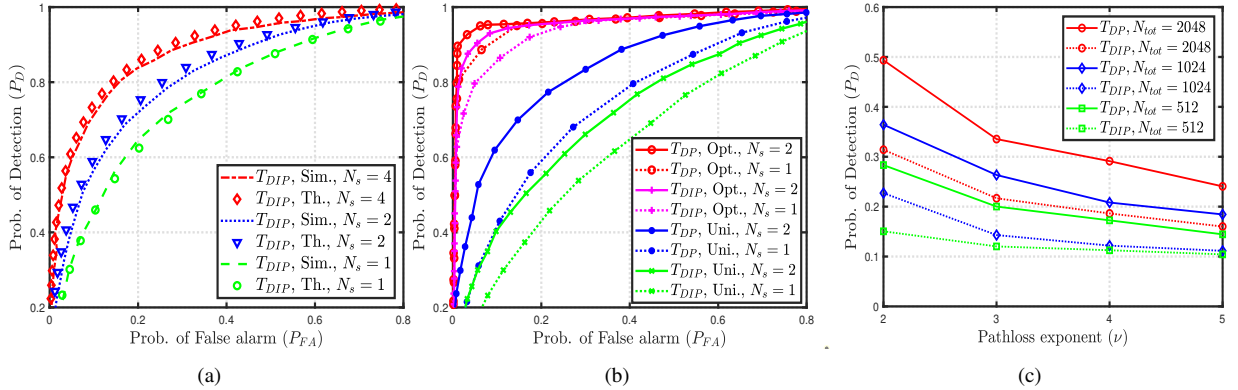 Prob. of Detection (P_D)
1
0.8
0.6
0.4
0.2
0
0.2
0.4
0.6
0.8
Prob. of False alarm (P_FA)
T_DIP, Sim., N_s = 4
T_DIP, Th., N_s = 4
T_DIP, Sim., N_s = 2
T_DIP, Th., N_s = 2
T_DIP, Sim., N_s = 1
T_DIP, Th., N_s = 1
(a)
Prob. of Detection (P_D)
1
0.8
0.6
0.4
0.2
0
0.2
0.4
0.6
0.8
Prob. of False alarm (P_FA)
T_DP, Opt., N_s = 2
T_DP, Opt., N_s = 1
T_DIP, Opt., N_s = 2
T_DIP, Opt., N_s = 1
T_DP, Uni., N_s = 2
T_DP, Uni., N_s = 1
T_DIP, Uni., N_s = 2
T_DIP, Uni., N_s = 1
(b)
Prob. of Detection (P_D)
0.6
0.5
0.4
0.3
0.2
0.1
0
2
3
4
5
Pathloss exponent (ν)
T_DP, N_tot = 2048
T_DIP, N_tot = 2048
T_DP, N_tot = 1024
T_DIP, N_tot = 1024
T_DP, N_tot = 512
T_DIP, N_tot = 512
(c)